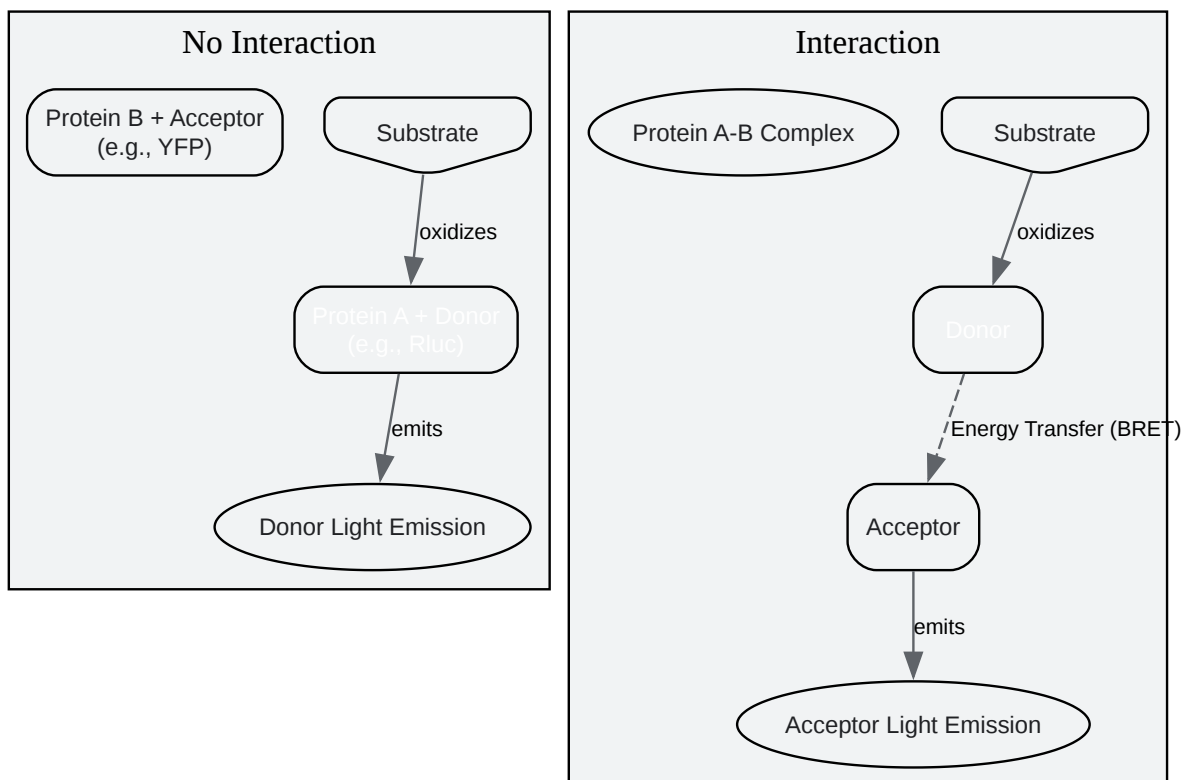 No Interaction
Protein B + Acceptor
(e.g., YFP)
Substrate
oxidizes
Protein A + Donor
(e.g., Rluc)
emits
Donor Light Emission
Interaction
Protein A-B Complex
Substrate
oxidizes
Donor
Energy Transfer (BRET)
Acceptor
emits
Acceptor Light Emission